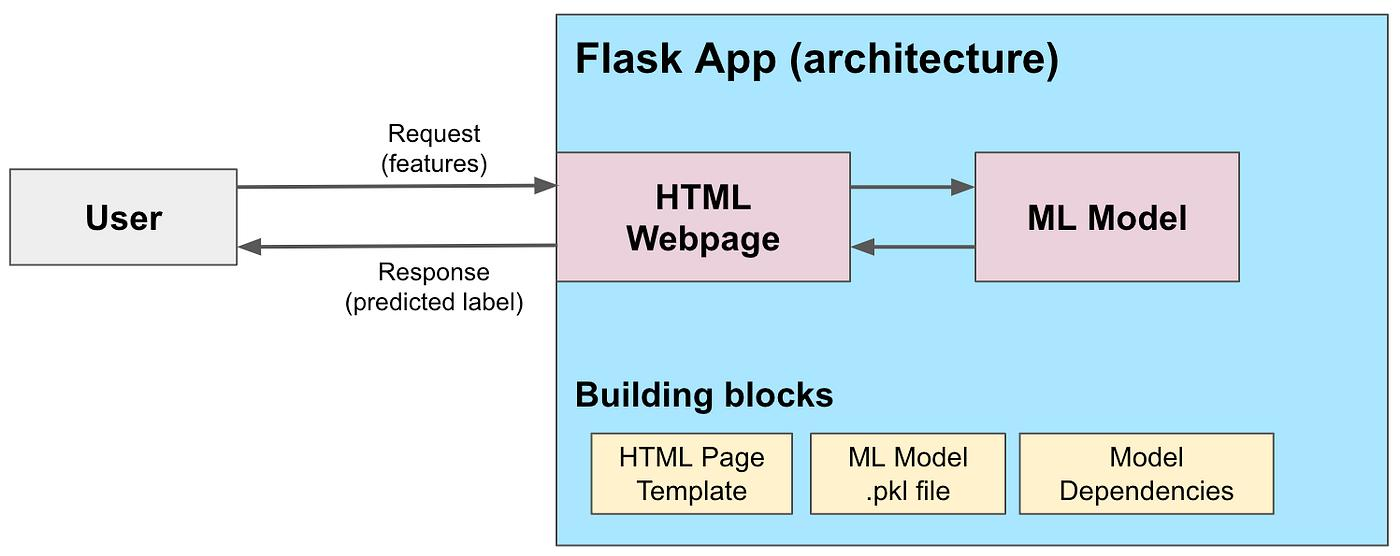 Flask App (architecture)
Request
(features)
User
HTML
Webpage
ML Model
Response
(predicted label)
Building blocks
HTML Page
Template
ML Model
.pkl file
Model
Dependencies